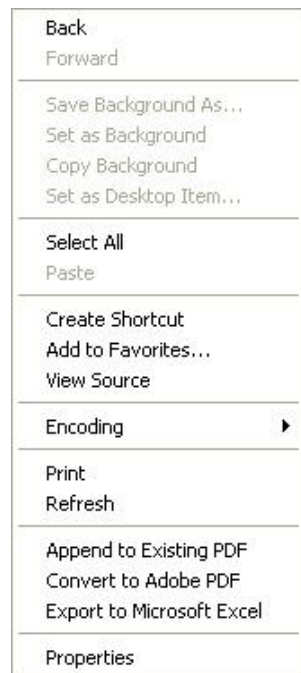 Back
Forward
Save Background As...
Set as Background
Copy Background
Set as Desktop Item...
Select All
Paste
Create Shortcut
Add to Favorites...
View Source
Encoding
Print
Refresh
Append to Existing PDF
Convert to Adobe PDF
Export to Microsoft Excel
Properties